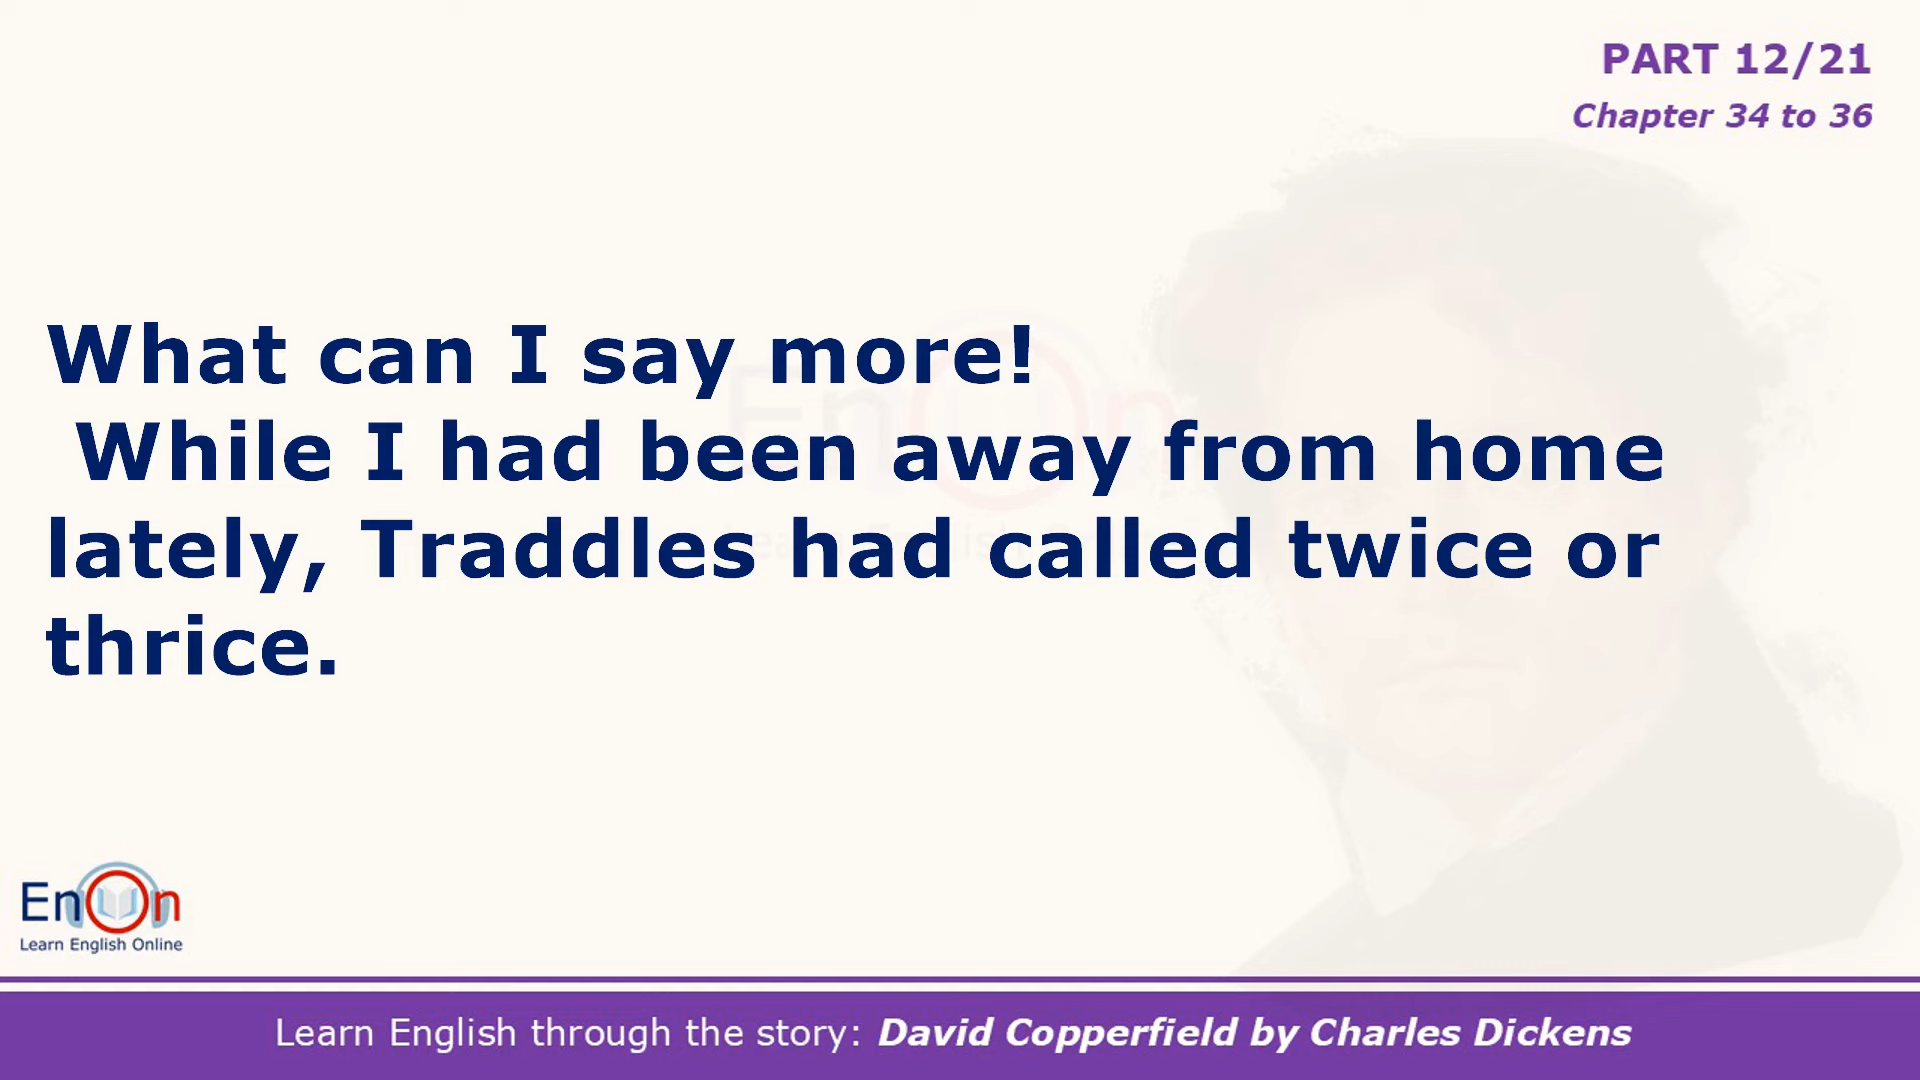 PART 12/21
Chapter 34 to 36
What can I say more!
While I had been away from home
lately, Traddles had called twice or
thrice.
EnOn
Learn English Online
Learn English through the story: David Copperfield by Charles Dickens